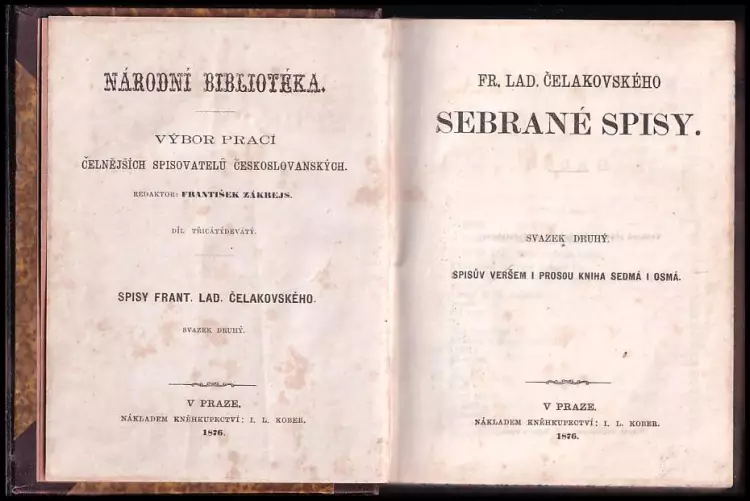 NÁRODNÍ BIBLIOTÉKA.
VÝBOR PRACÍ
ČELNĚJŠÍCH SPISOVATELŮ ČESKOSLOVANSKÝCH.
REDAKTOR: FRANTIŠEK ZÁKREJS.
DÍL TŘICÁTÝDEVÁTÝ.
SPISY FRANT. LAD. ČELAKOVSKÉHO.
SVAZEK DRUHÝ.
V PRAZE.
NÁKLADEM KNĚHKUPECTVÍ: I. L. KOBER.
1876.
FR. LAD. ČELAKOVSKÉHO
SEBRANÉ SPISY.
SVAZEK DRUHÝ.
SPISŮV VERŠEM I PROSOU KNIHA SEDMÁ I OSMÁ.
V PRAZE.
NÁKLADEM KNĚHKUPECTVÍ: I. L. KOBER.
1876.